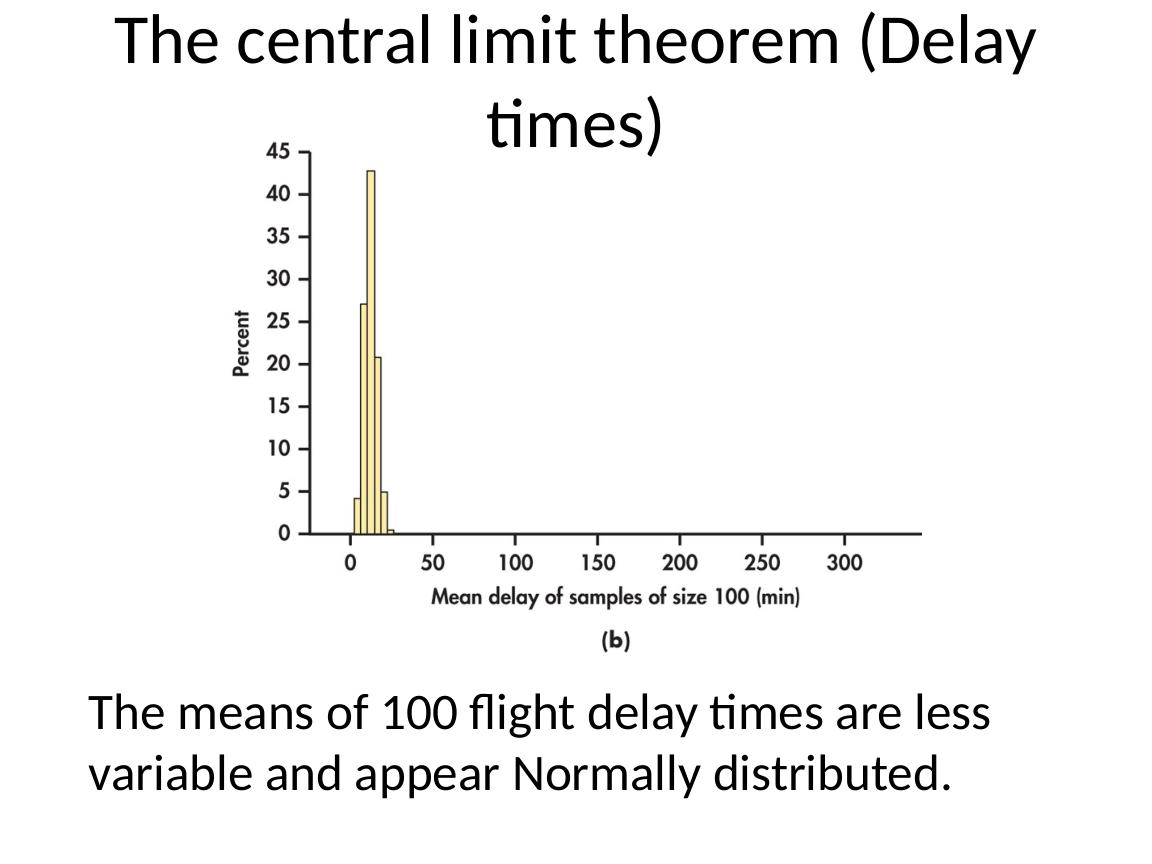 The central limit theorem (Delay
times)
45
40
35
30
25
20
15
10
5
0
Percent
0 50 100 150 200 250 300
Mean delay of samples of size 100 (min)
(b)
The means of 100 flight delay times are less
variable and appear Normally distributed.